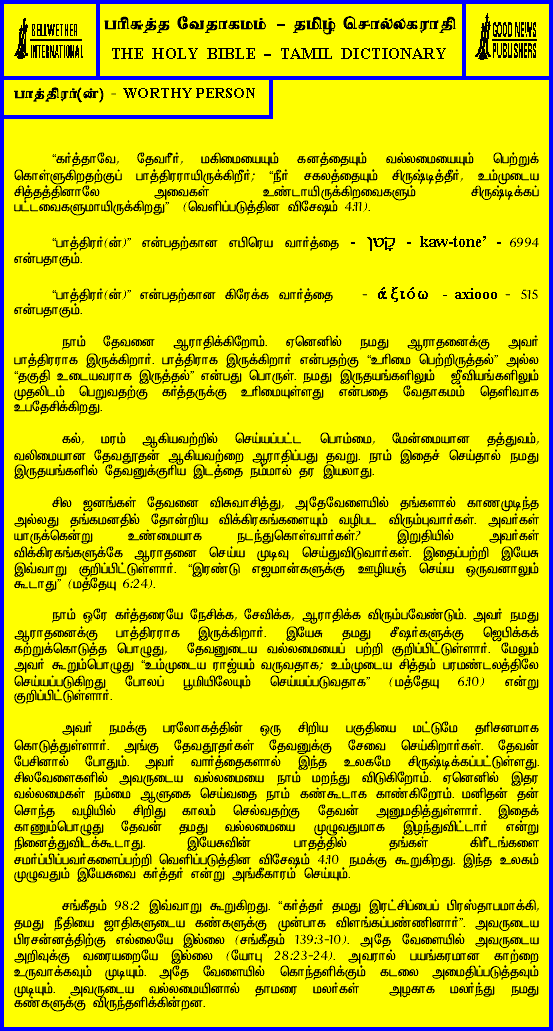 BELLWETHER
INTERNATIONAL
பரிசுத்த வேதாகமம் – தமிழ் சொல்லகராதி
THE HOLY BIBLE – TAMIL DICTIONARY
GOOD NEWS
PUBLISHERS
பாத்திரர்(ன்) - WORTHY PERSON
“கர்த்தாவே, தேவரீர், மகிமையையும் கனத்தையும் வல்லமையையும் பெற்றுக்
கொள்ளுகிறதற்குப் பாத்திரராயிருக்கிறீர்; “நீர் சகலத்தையும் சிருஷ்டித்தீர், உம்முடைய
சித்தத்தினாலே அவைகள் உண்டாயிருக்கிறவைகளும் சிருஷ்டிக்கப்
பட்டவைகளுமாயிருக்கிறது” (வெளிப்படுத்தின விசேஷம் 4:11).
“பாத்திரர்(ன்)” என்பதற்கான எபிரெய வார்த்தை - קָטֹן - kaw-tone’ - 6994
என்பதாகும்.
“பாத்திரர்(ன்)” என்பதற்கான கிரேக்க வார்த்தை - άξιόω - axiooo - 515
என்பதாகும்.
நாம் தேவனை ஆராதிக்கிறோம். ஏனெனில் நமது ஆராதனைக்கு அவர்
பாத்திரராக இருக்கிறார். பாத்திராக இருக்கிறார் என்பதற்கு “உரிமை பெற்றிருத்தல்” அல்ல
“தகுதி உடையவராக இருத்தல்” என்பது பொருள். நமது இருதயங்களிலும் ஜீவியங்களிலும்
முதலிடம் பெறுவதற்கு கர்த்தருக்கு உரிமையுள்ளது என்பதை வேதாகமம் தெளிவாக
உபதேசிக்கிறது.
கல், மரம் ஆகியவற்றில் செய்யப்பட்ட பொம்மை, மேன்மையான தத்துவம்,
வலிமையான தேவதூதன் ஆகியவற்றை ஆராதிப்பது தவறு. நாம் இதைச் செய்தால் நமது
இருதயங்களில் தேவனுக்குரிய இடத்தை நம்மால் தர இயலாது.
சில ஜனங்கள் தேவனை விசுவாசித்து, அதேவேளையில் தங்களால் காணமுடிந்த
அல்லது தங்கமனதில் தோன்றிய விக்கிரகங்களையும் வழிபட விரும்புவார்கள். அவர்கள்
யாருக்கென்று உண்மையாக நடந்துகொள்வார்கள்? இறுதியில் அவர்கள்
விக்கிரகங்களுக்கே ஆராதனை செய்ய முடிவு செய்துவிடுவார்கள். இதைப்பற்றி இயேசு
இவ்வாறு குறிப்பிட்டுள்ளார். “இரண்டு எஜமான்களுக்கு ஊழியஞ் செய்ய ஒருவனாலும்
கூடாது” (மத்தேயு 6:24).
நாம் ஒரே கர்த்தரையே நேசிக்க, சேவிக்க, ஆராதிக்க விரும்பவேண்டும். அவர் நமது
ஆராதனைக்கு பாத்திரராக இருக்கிறார். இயேசு தமது சீஷர்களுக்கு ஜெபிக்கக்
கற்றுக்கொடுத்த பொழுது, தேவனுடைய வல்லமையைப் பற்றி குறிப்பிட்டுள்ளார். மேலும்
அவர் கூறும்பொழுது “உம்முடைய ராஜ்யம் வருவதாக; உம்முடைய சித்தம் பரமண்டலத்திலே
செய்யப்படுகிறது போலப் பூமியிலேயும் செய்யப்படுவதாக” (மத்தேயு 6:10) என்று
குறிப்பிட்டுள்ளார்.
அவர் நமக்கு பரலோகத்தின் ஒரு சிறிய பகுதியை மட்டுமே தரிசனமாக
கொடுத்துள்ளார். அங்கு தேவதூதர்கள் தேவனுக்கு சேவை செய்கிறார்கள். தேவன்
பேசினால் போதும். அவர் வார்த்தைகளால் இந்த உலகமே சிருஷ்டிக்கப்பட்டுள்ளது.
சிலவேளைகளில் அவருடைய வல்லமையை நாம் மறந்து விடுகிறோம். ஏனெனில் இதர
வல்லமைகள் நம்மை ஆளுகை செய்வதை நாம் கண்கூடாக காண்கிறோம். மனிதன் தன்
சொந்த வழியில் சிறிது காலம் செல்வதற்கு தேவன் அனுமதித்துள்ளார். இதைக்
காணும்பொழுது தேவன் தமது வல்லமையை முழுவதுமாக இழந்துவிட்டார் என்று
நினைத்துவிடக்கூடாது. இயேசுவின் பாதத்தில் தங்கள் கிரீடங்களை
சமர்ப்பிப்பவர்களைப்பற்றி வெளிப்படுத்தின விசேஷம் 4:10 நமக்கு கூறுகிறது. இந்த உலகம்
முழுவதும் இயேசுவை கர்த்தர் என்று அங்கீகாரம் செய்யும்.
சங்கீதம் 98:2 இவ்வாறு கூறுகிறது. “கர்த்தர் தமது இரட்சிப்பைப் பிரஸ்தாபமாக்கி,
தமது நீதியை ஜாதிகளுடைய கண்களுக்கு முன்பாக விளங்கப்பண்ணினார்”. அவருடைய
பிரசன்னத்திற்கு எல்லையே இல்லை (சங்கீதம் 139:3-10). அதே வேளையில் அவருடைய
அறிவுக்கு வரையறையே இல்லை (யோபு 28:23-24). அவரால் பயங்கரமான காற்றை
உருவாக்கவும் முடியும். அதே வேளையில் கொந்தளிக்கும் கடலை அமைதிப்படுத்தவும்
முடியும். அவருடைய வல்லமையினால் தாமரை மலர்கள் அழகாக மலர்ந்து நமது
கண்களுக்கு விருந்தளிக்கின்றன.